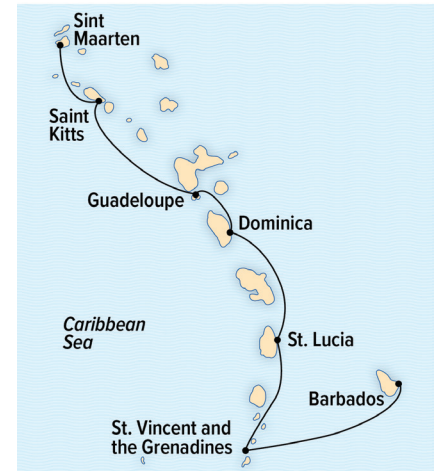 Sint
Maarten
Saint
Kitts
Guadeloupe
Dominica
Caribbean
Sea
St. Lucia
Barbados
St. Vincent and
the Grenadines